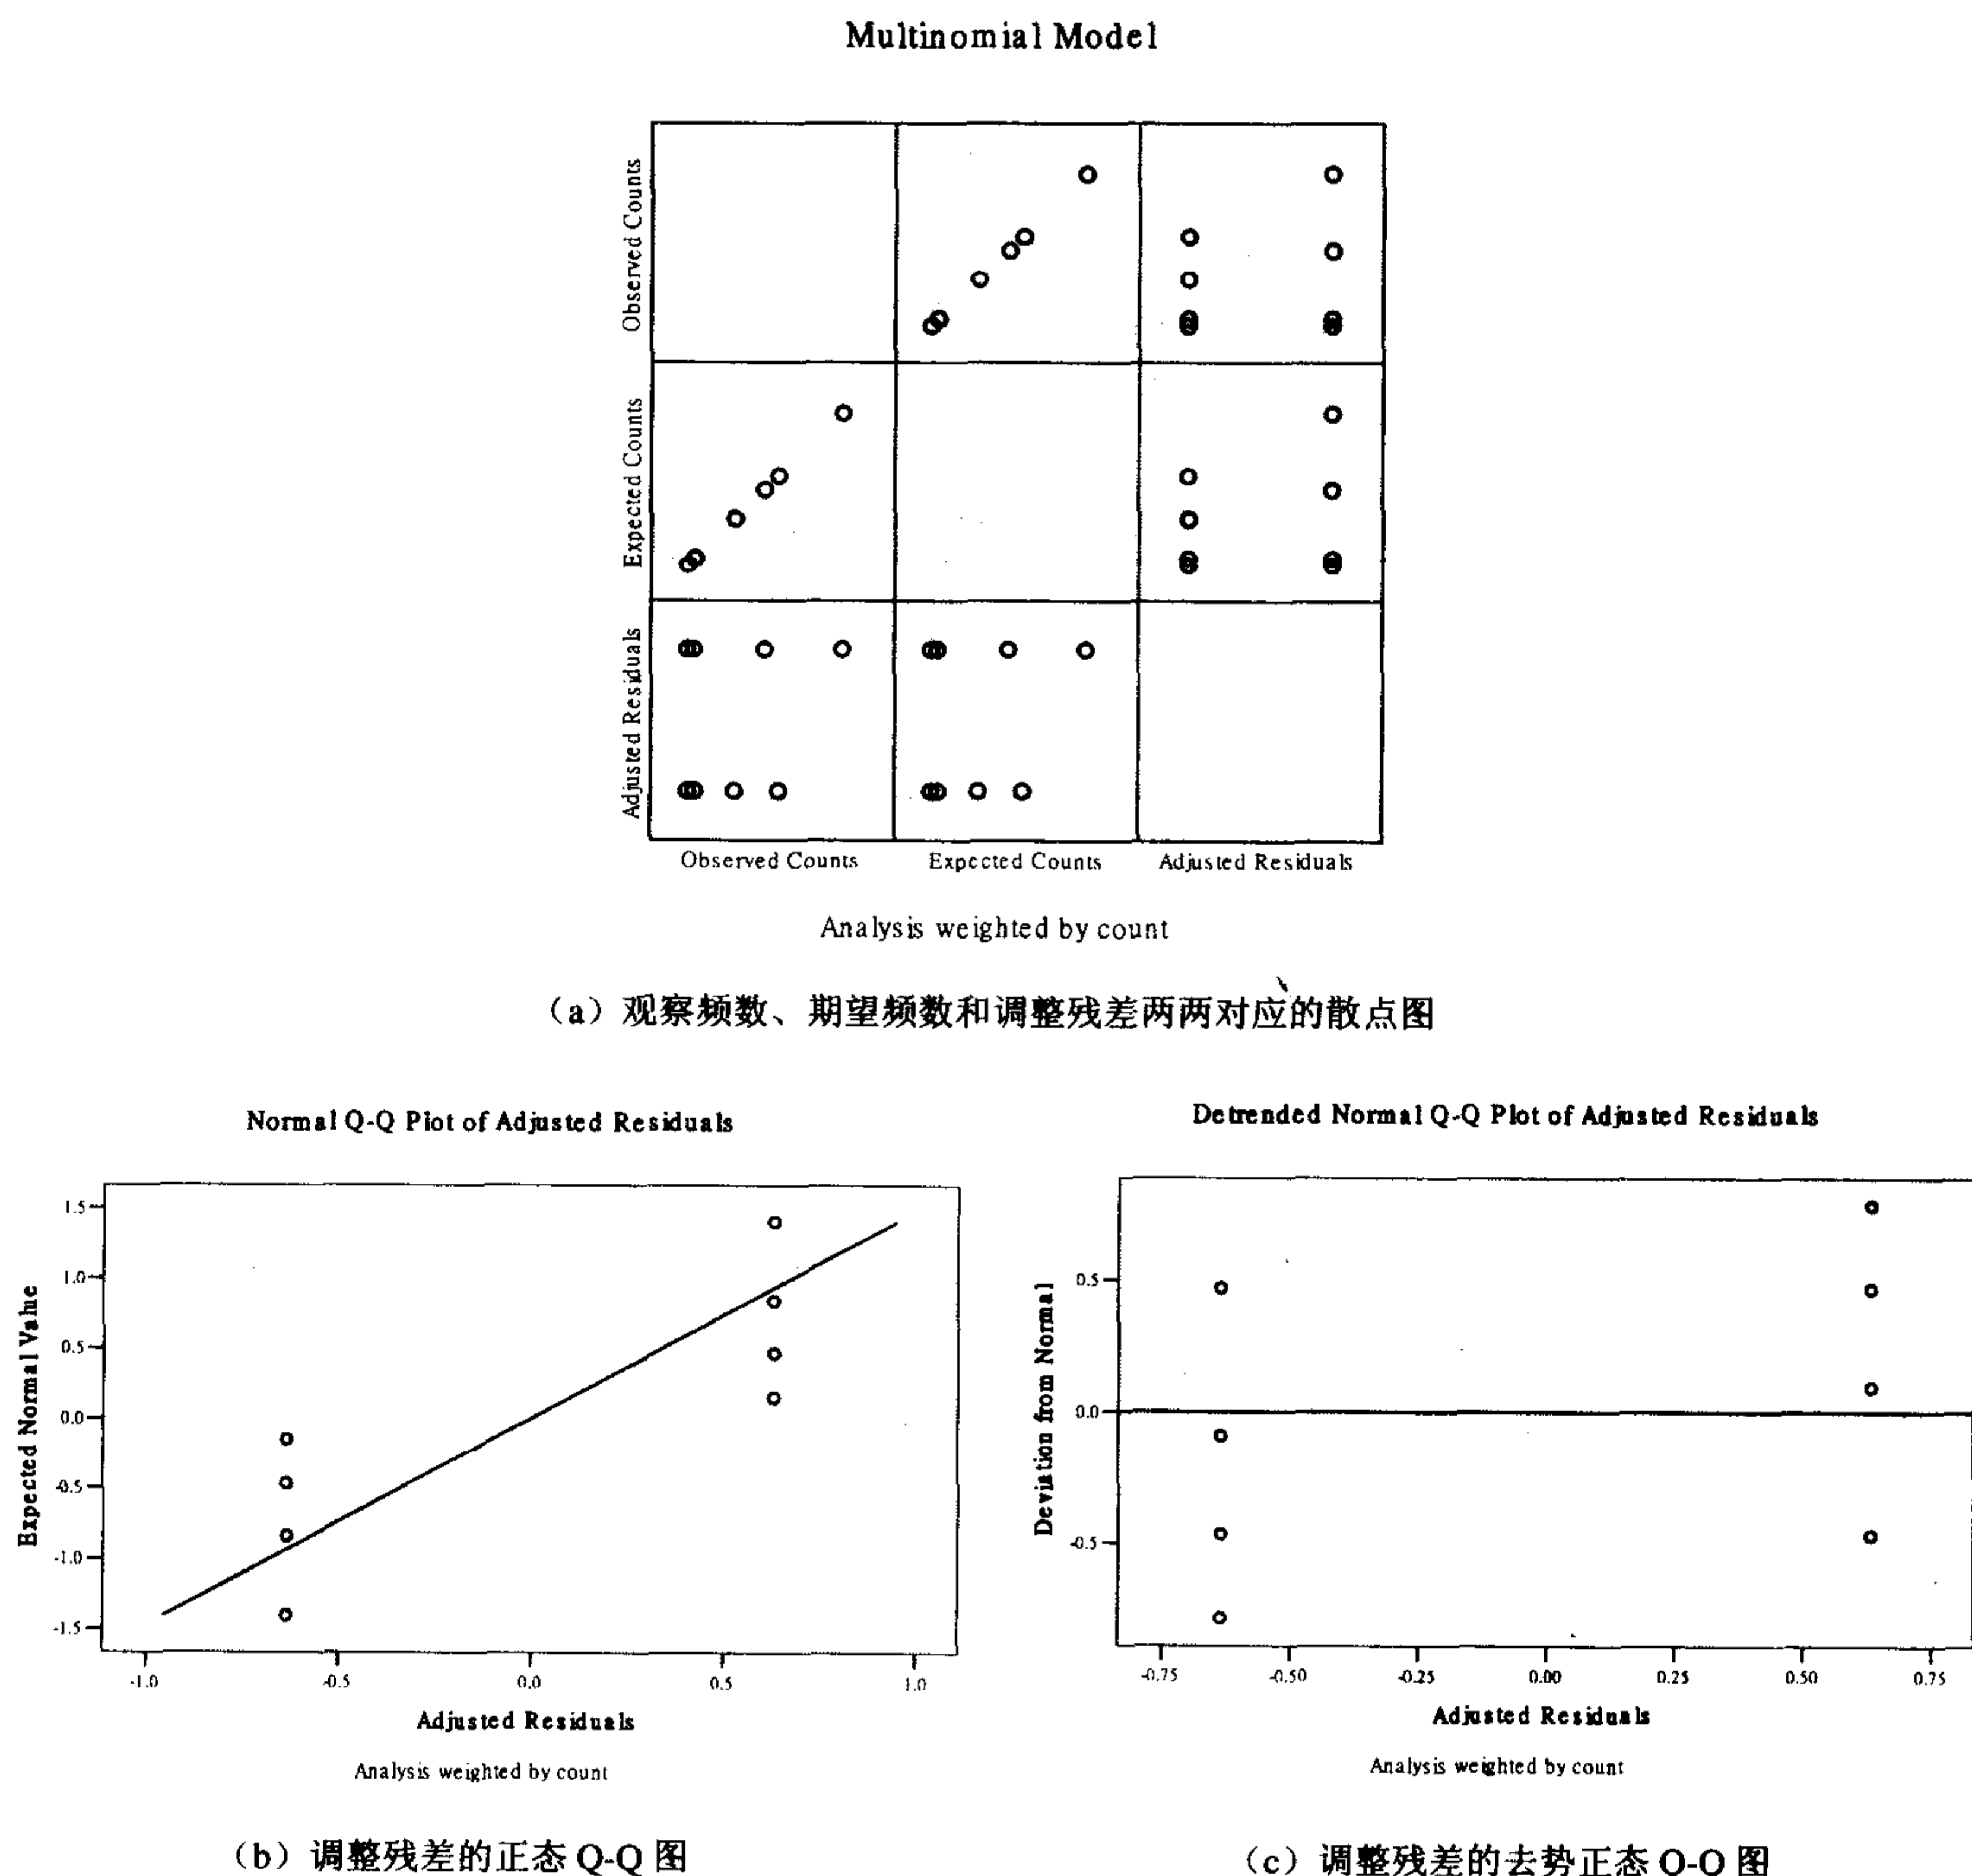 Multinomial Model
Observed Counts
Expected Counts
Adjusted Residuals
Observed Counts Expected Counts Adjusted Residuals
Analysis weighted by count
（a）观察频数、期望频数和调整残差两两对应的散点图
Normal Q-Q Plot of Adjusted Residuals
Expected Normal Value
1.5
1.0
0.5
0.0
-0.5
-1.0
-1.5
-1.0 -0.5 0.0 0.5 1.0
Adjusted Residuals
Analysis weighted by count
（b）调整残差的正态 Q-Q 图
Detrended Normal Q-Q Plot of Adjusted Residuals
Deviation from Normal
0.5
0.0
-0.5
-0.75 -0.50 -0.25 0.00 0.25 0.50 0.75
Adjusted Residuals
Analysis weighted by count
（c）调整残差的去势正态 Q-Q 图